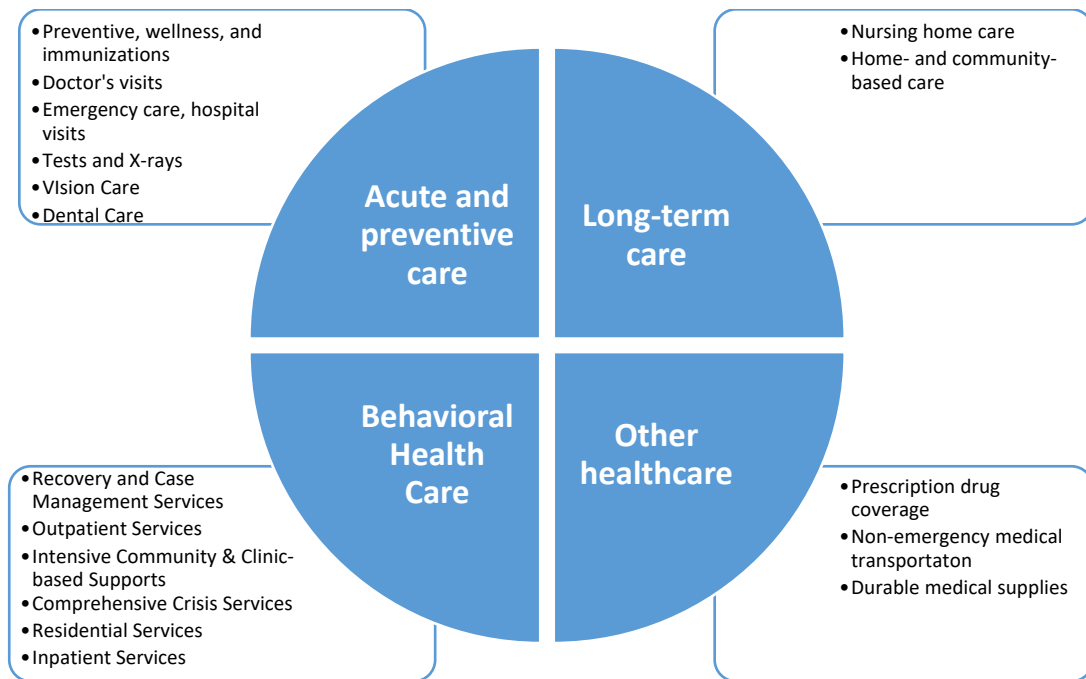 •Preventive, wellness, and
immunizations
•Doctor's visits
•Emergency care, hospital
visits
•Tests and X-rays
•VIsion Care
•Dental Care
•Nursing home care
•Home- and community-
based care
Acute and
preventive
care
Long-term
care
Behavioral
Health
Care
Other
healthcare
•Recovery and Case
Management Services
•Outpatient Services
•Intensive Community & Clinic-
based Supports
•Comprehensive Crisis Services
•Residential Services
•Inpatient Services
•Prescription drug
coverage
•Non-emergency medical
transportaton
•Durable medical supplies